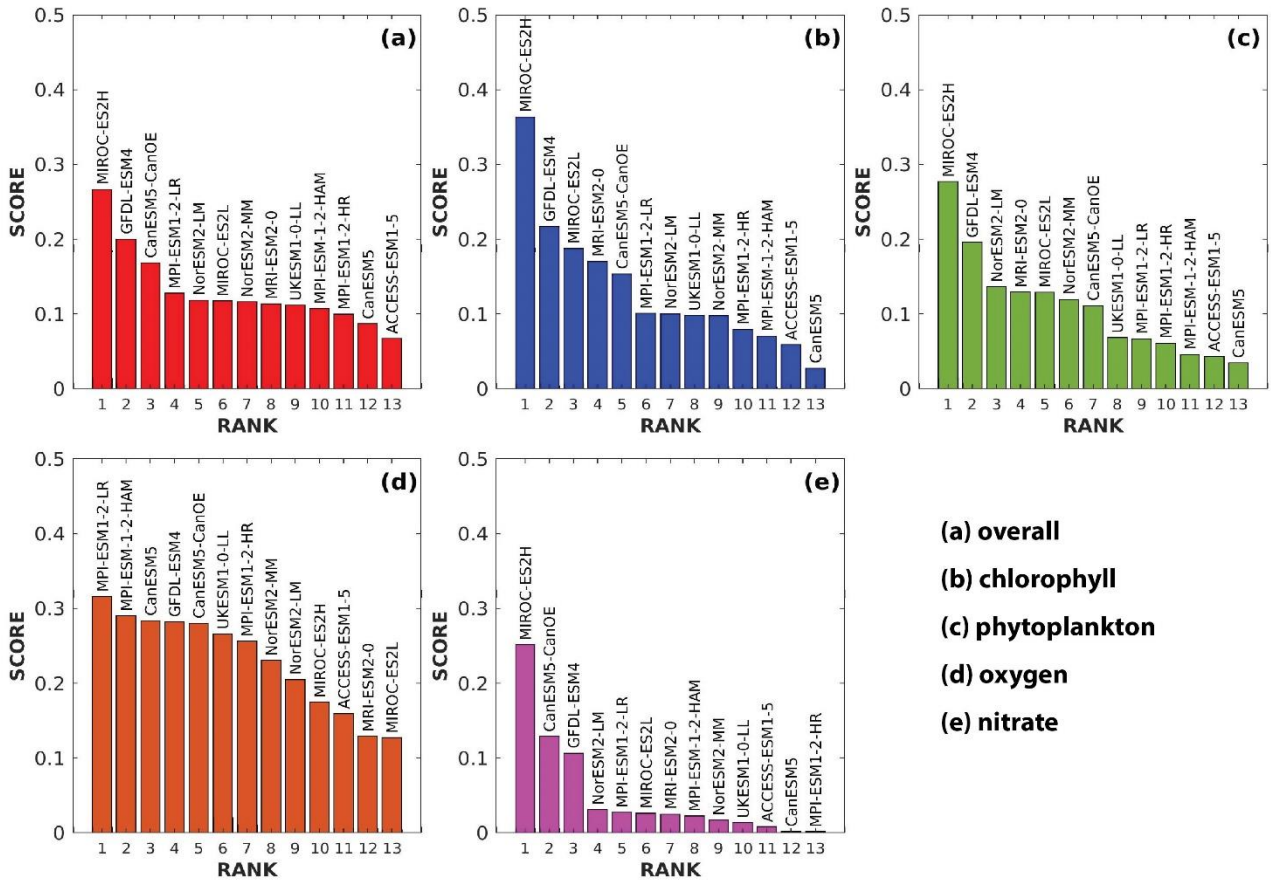 (a)
0.5
0.4
0.3
0.2
0.1
0
SCORE
MIROC-ES2H
GFDL-ESM4
CanESM5-CanOE
MPI-ESM1-2-LR
NorESM2-LM
MIROC-ES2L
NorESM2-MM
MRI-ESM2-0
UKESM1-0-LL
MPI-ESM-1-2-HAM
MPI-ESM1-2-HR
CanESM5
ACCESS-ESM1-5
1 2 3 4 5 6 7 8 9 10 11 12 13
RANK
(b)
0.5
0.4
0.3
0.2
0.1
0
SCORE
MIROC-ES2H
GFDL-ESM4
MIROC-ES2L
MRI-ESM2-0
CanESM5-CanOE
MPI-ESM1-2-LR
NorESM2-LM
UKESM1-0-LL
NorESM2-MM
MPI-ESM1-2-HR
MPI-ESM-1-2-HAM
ACCESS-ESM1-5
CanESM5
1 2 3 4 5 6 7 8 9 10 11 12 13
RANK
(c)
0.5
0.4
0.3
0.2
0.1
0
SCORE
MIROC-ES2H
GFDL-ESM4
NorESM2-LM
MRI-ESM2-0
MIROC-ES2L
NorESM2-MM
CanESM5-CanOE
UKESM1-0-LL
MPI-ESM1-2-LR
MPI-ESM1-2-HR
MPI-ESM-1-2-HAM
ACCESS-ESM1-5
CanESM5
1 2 3 4 5 6 7 8 9 10 11 12 13
RANK
(d)
0.5
0.4
0.3
0.2
0.1
0
SCORE
MPI-ESM1-2-LR
MPI-ESM-1-2-HAM
CanESM5
GFDL-ESM4
CanESM5-CanOE
UKESM1-0-LL
MPI-ESM1-2-HR
NorESM2-MM
NorESM2-LM
MIROC-ES2H
ACCESS-ESM1-5
MRI-ESM2-0
MIROC-ES2L
1 2 3 4 5 6 7 8 9 10 11 12 13
RANK
(e)
0.5
0.4
0.3
0.2
0.1
0
SCORE
MIROC-ES2H
CanESM5-CanOE
GFDL-ESM4
NorESM2-LM
MPI-ESM1-2-LR
MIROC-ES2L
MRI-ESM2-0
MPI-ESM-1-2-HAM
NorESM2-MM
UKESM1-0-LL
ACCESS-ESM1-5
CanESM5
MPI-ESM1-2-HR
1 2 3 4 5 6 7 8 9 10 11 12 13
RANK
(a) overall
(b) chlorophyll
(c) phytoplankton
(d) oxygen
(e) nitrate